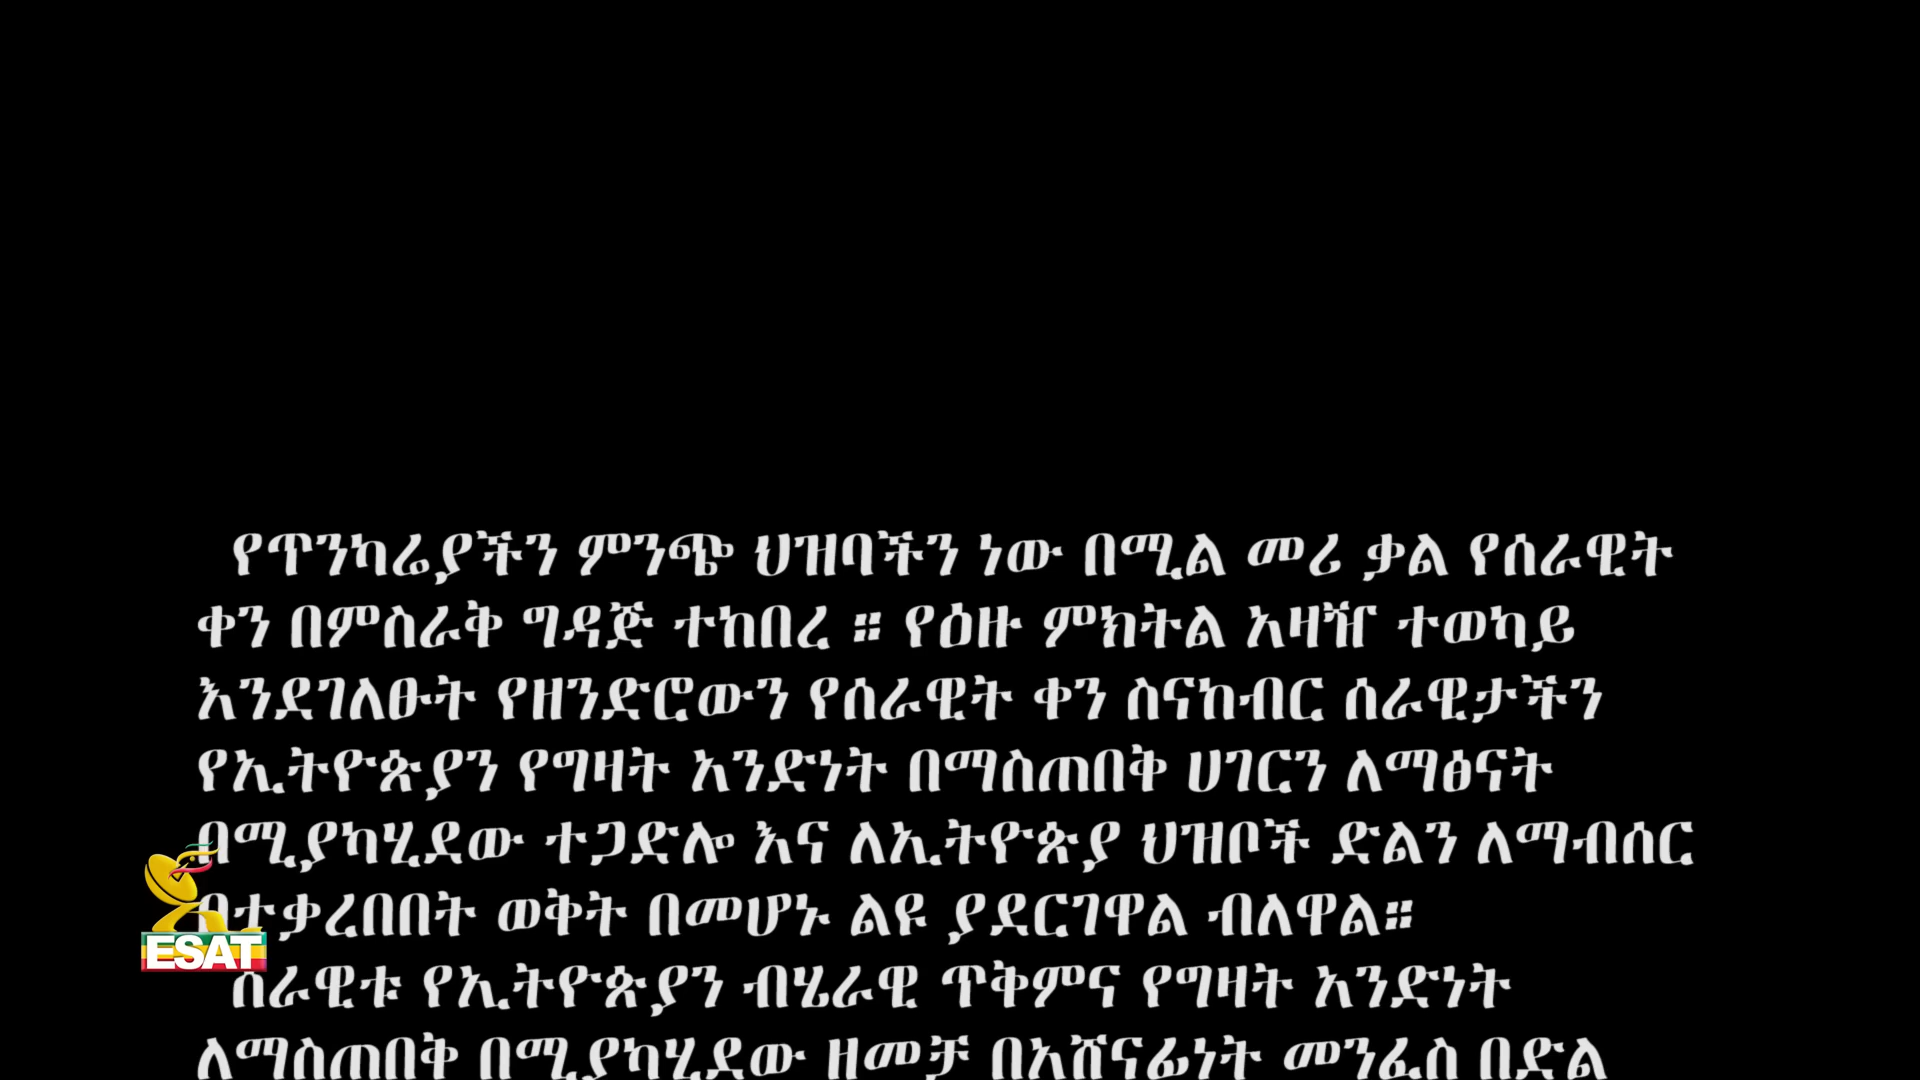 የጥንካሬያችን ምንጭ ህዝባችን ነው በሚል መሪ ቃል የሰራዊት
ቀን በምስራቅ ግዳጅ ተከበረ ። የዕዙ ምክትል አዛዥ ተወካይ
እንደገለፁት የዘንድሮውን የሰራዊት ቀን ስናከብር ሰራዊታችን
የኢትዮጵያን የግዛት አንድነት በማስጠበቅ ሀገርን ለማፅናት
በሚያካሂደው ተጋድሎ እና ለኢትዮጵያ ህዝቦች ድልን ለማብሰር
በተቃረበበት ወቅት በመሆኑ ልዩ ያደርገዋል ብለዋል።
ሰራዊቱ የኢትዮጵያን ብሄራዊ ጥቅምና የግዛት አንድነት
ለማስጠበቅ በሚያካሂደው ዘመቻ በአሸናፊነት መንፈስ በድል
ESAT